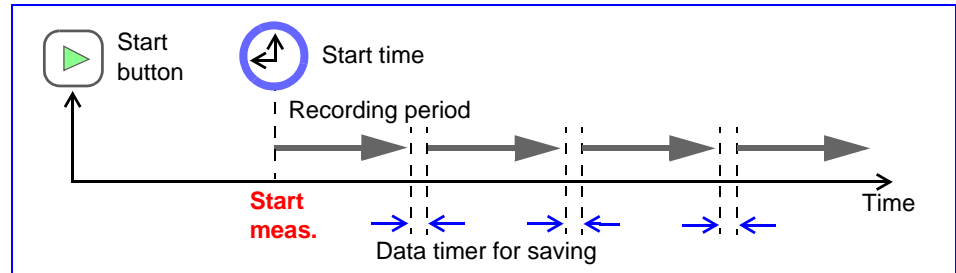 Start
button
Start time
Recording period
Start
meas.
Time
Data timer for saving